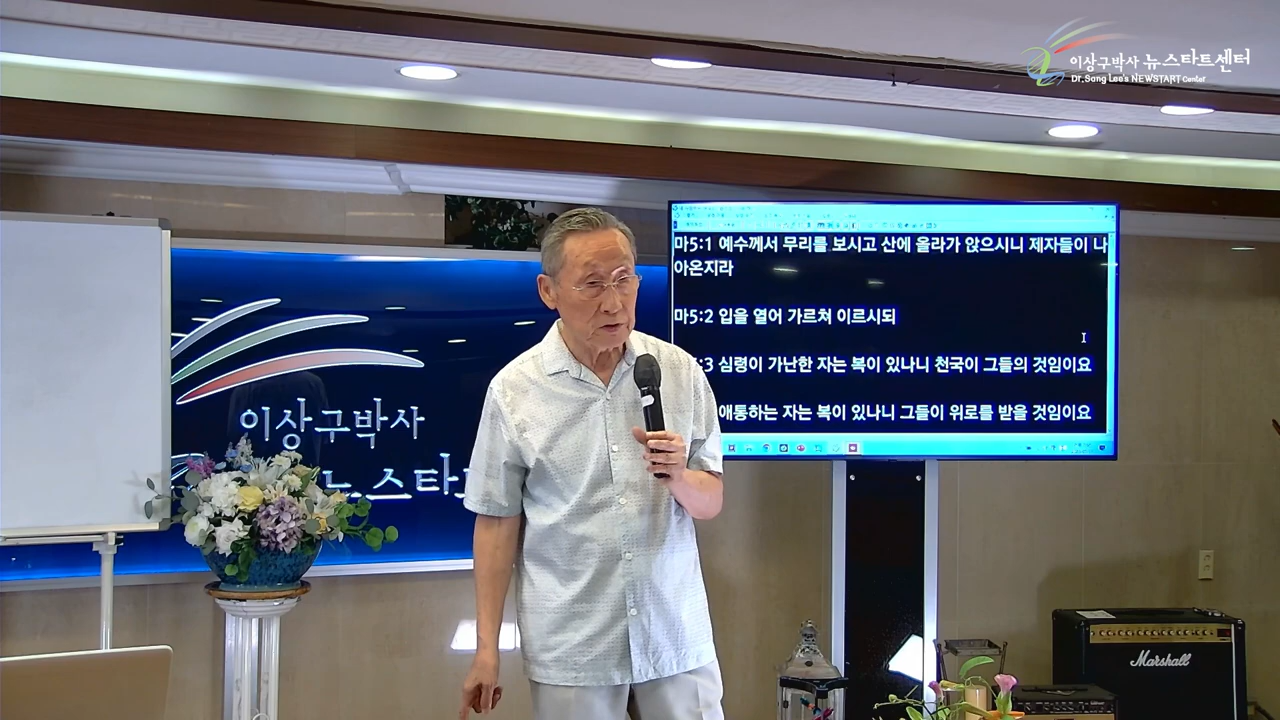 이상구박사 뉴스타트센터
Dr. Sang Lee's NEWSTART Center
마5:1 예수께서 무리를 보시고 산에 올라가 앉으시니 제자들이 나
아온지라
마5:2 입을 열어 가르쳐 이르시되
:3 심령이 가난한 자는 복이 있나니 천국이 그들의 것임이요
애통하는 자는 복이 있나니 그들이 위로를 받을 것임이요
이상구박사
뉴스타
Marshall